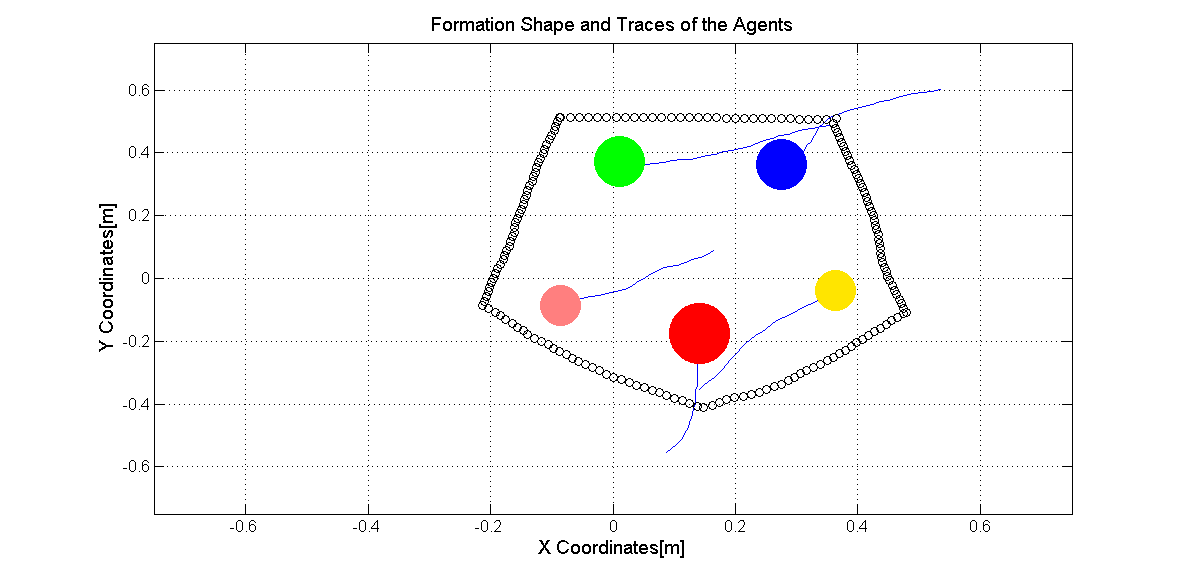 Formation Shape and Traces of the Agents
0.6
0.4
0.2
0
-0.2
-0.4
-0.6
Y Coordinates[m]
-0.6 -0.4 -0.2 0 0.2 0.4 0.6
X Coordinates[m]